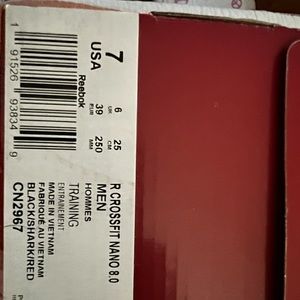 7
USA
Reebok
6 UK
39 EUR
25 CM
250 MM
R CROSSFIT NANO 8.0
MEN
HOMMES
TRAINING
ENTRAINEMENT
MADE IN VIETNAM
FABRIQUÉ AU VIETNAM
BLACK/SHARK/RED
CN2967
1 91526 93834 9